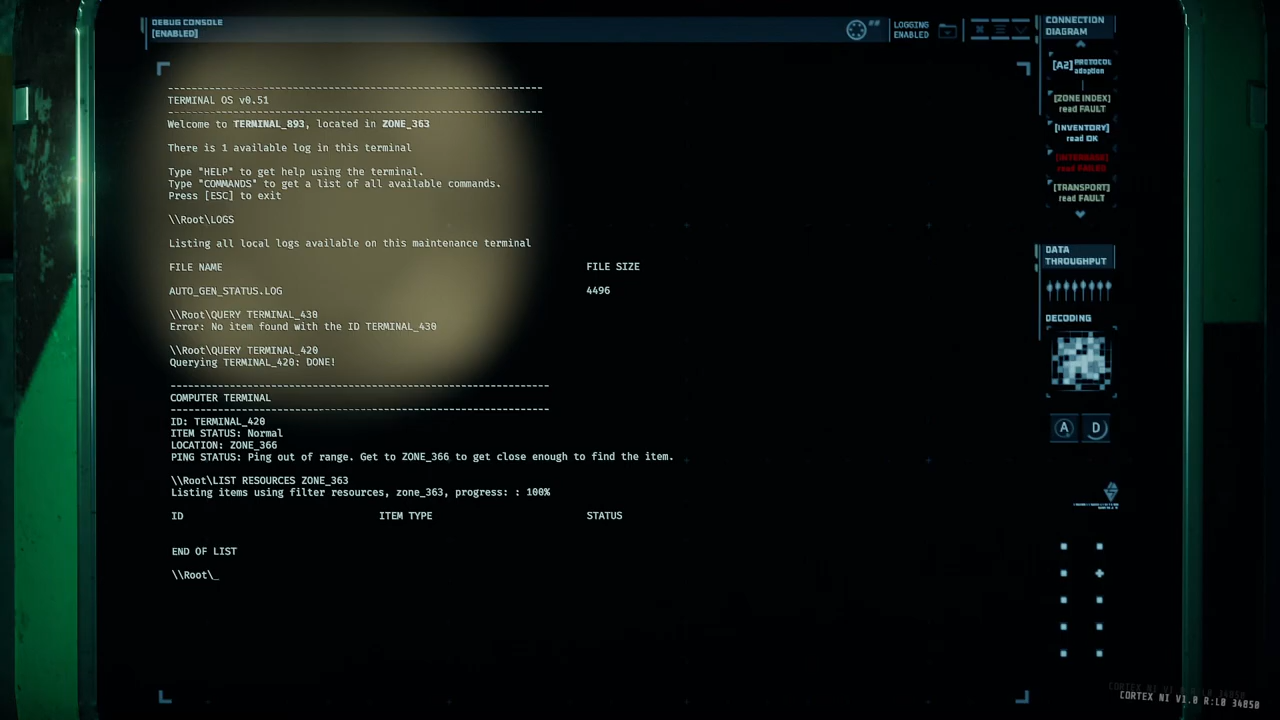 DEBUG CONSOLE
[ENABLED]
LOGGING
ENABLED
CONNECTION
DIAGRAM
[A2] PROTOCOL
adaption
[ZONE INDEX]
read FAULT
[INVENTORY]
read OK
read FAILED
[TRANSPORT]
read FAULT
DATA
THROUGHPUT
DECODING
A D
--------------------------------------------------------------
TERMINAL OS v0.51
--------------------------------------------------------------
Welcome to TERMINAL_893, located in ZONE_363
There is 1 available log in this terminal
Type "HELP" to get help using the terminal.
Type "COMMANDS" to get a list of all available commands.
Press [ESC] to exit
\\Root\LOGS
Listing all local logs available on this maintenance terminal
FILE NAME FILE SIZE
AUTO_GEN_STATUS.LOG 4496
\\Root\QUERY TERMINAL_430
Error: No item found with the ID TERMINAL_430
\\Root\QUERY TERMINAL_420
Querying TERMINAL_420: DONE!
--------------------------------------------------------------
COMPUTER TERMINAL
--------------------------------------------------------------
ID: TERMINAL_420
ITEM STATUS: Normal
LOCATION: ZONE_366
PING STATUS: Ping out of range. Get to ZONE_366 to get close enough to find the item.
\\Root\LIST RESOURCES ZONE_363
Listing items using filter resources, zone_363, progress: : 100%
ID ITEM TYPE STATUS
END OF LIST
\\Root\_
CORTEX NI V1.0 R:L0 34850